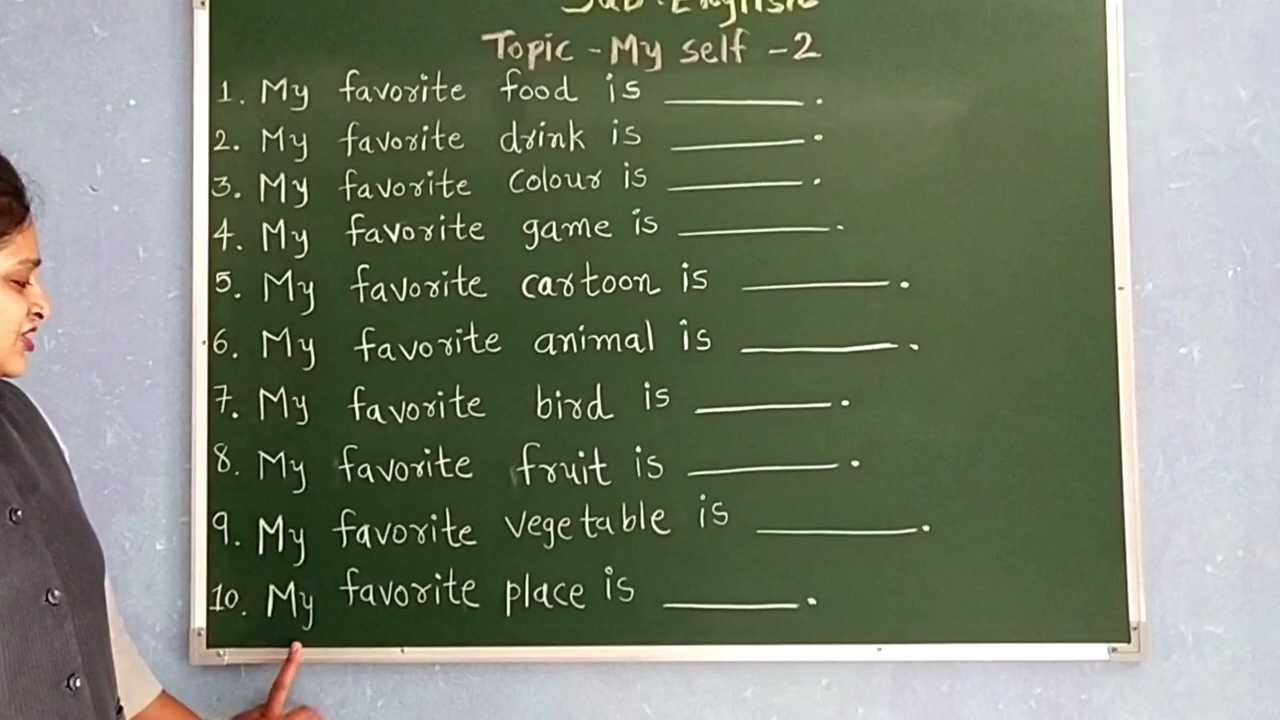 Sub-English
Topic - My self - 2
1. My favorite food is ______.
2. My favorite drink is ______.
3. My favorite colour is ______.
4. My favorite game is ______.
5. My favorite cartoon is ______.
6. My favorite animal is ______.
7. My favorite bird is ______.
8. My favorite fruit is ______.
9. My favorite vegetable is ______.
10. My favorite place is ______.